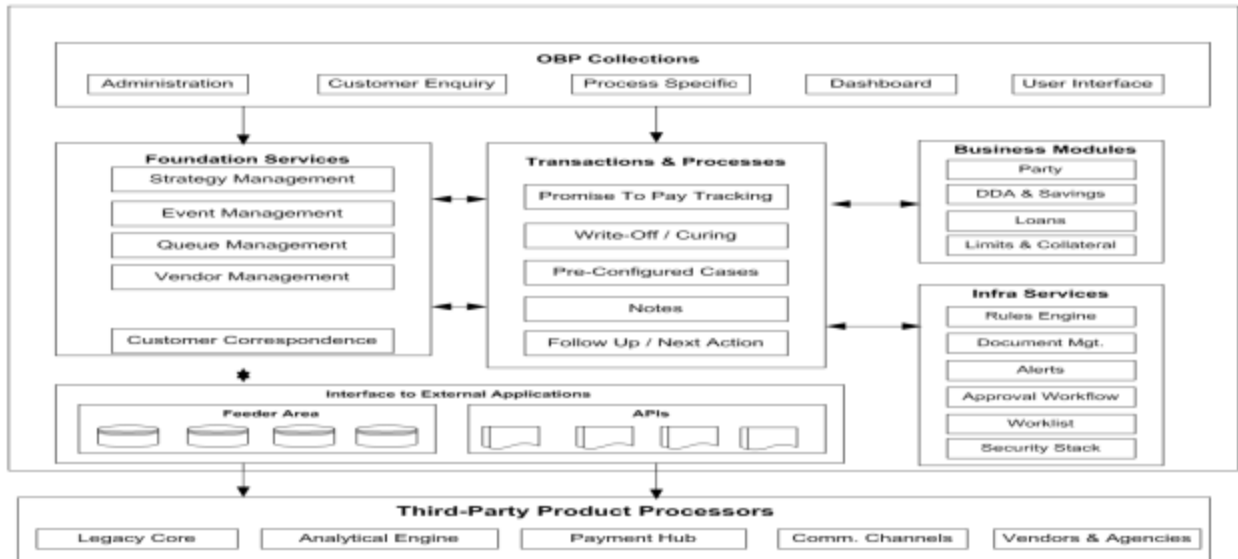 OBP Collections
Administration
Customer Enquiry
Process Specific
Dashboard
User Interface
Foundation Services
Strategy Management
Event Management
Queue Management
Vendor Management
Customer Correspondence
Transactions & Processes
Promise To Pay Tracking
Write-Off / Curing
Pre-Configured Cases
Notes
Follow Up / Next Action
Business Modules
Party
DDA & Savings
Loans
Limits & Collateral
Infra Services
Rules Engine
Document Mgt.
Alerts
Approval Workflow
Worklist
Security Stack
Interface to External Applications
Feeder Area
APIs
Third-Party Product Processors
Legacy Core
Analytical Engine
Payment Hub
Comm. Channels
Vendors & Agencies